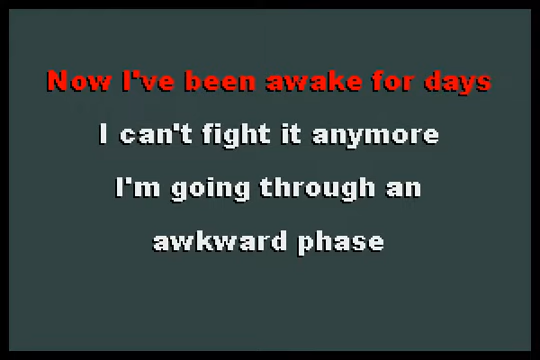 Now I've been awake for days
I can't fight it anymore
I'm going through an
awkward phase